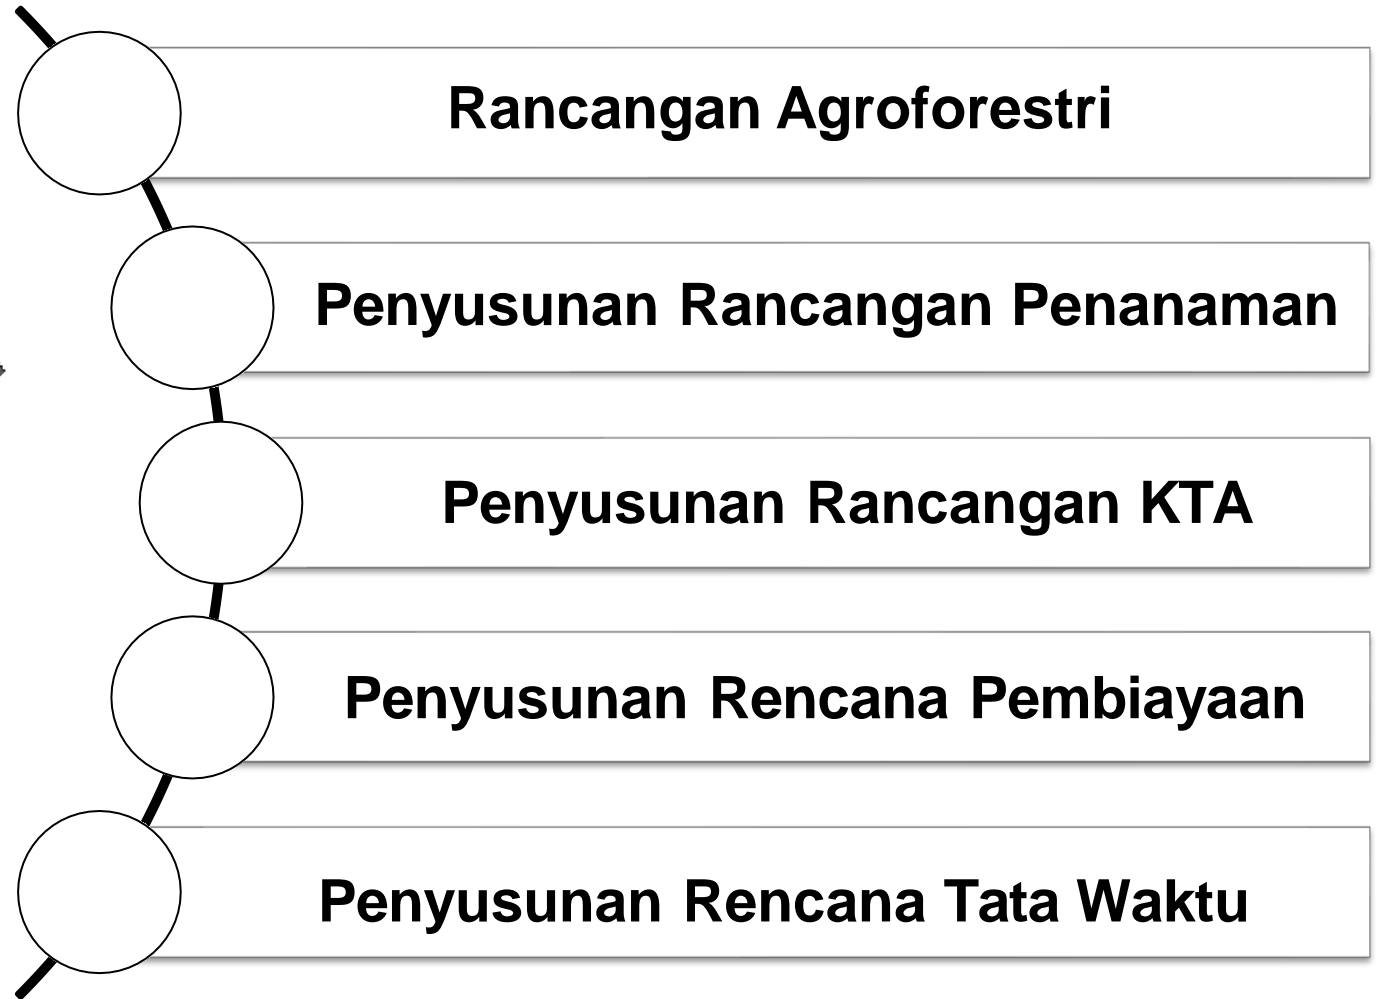 Rancangan Agroforestri
Penyusunan Rancangan Penanaman
Penyusunan Rancangan KTA
Penyusunan Rencana Pembiayaan
Penyusunan Rencana Tata Waktu